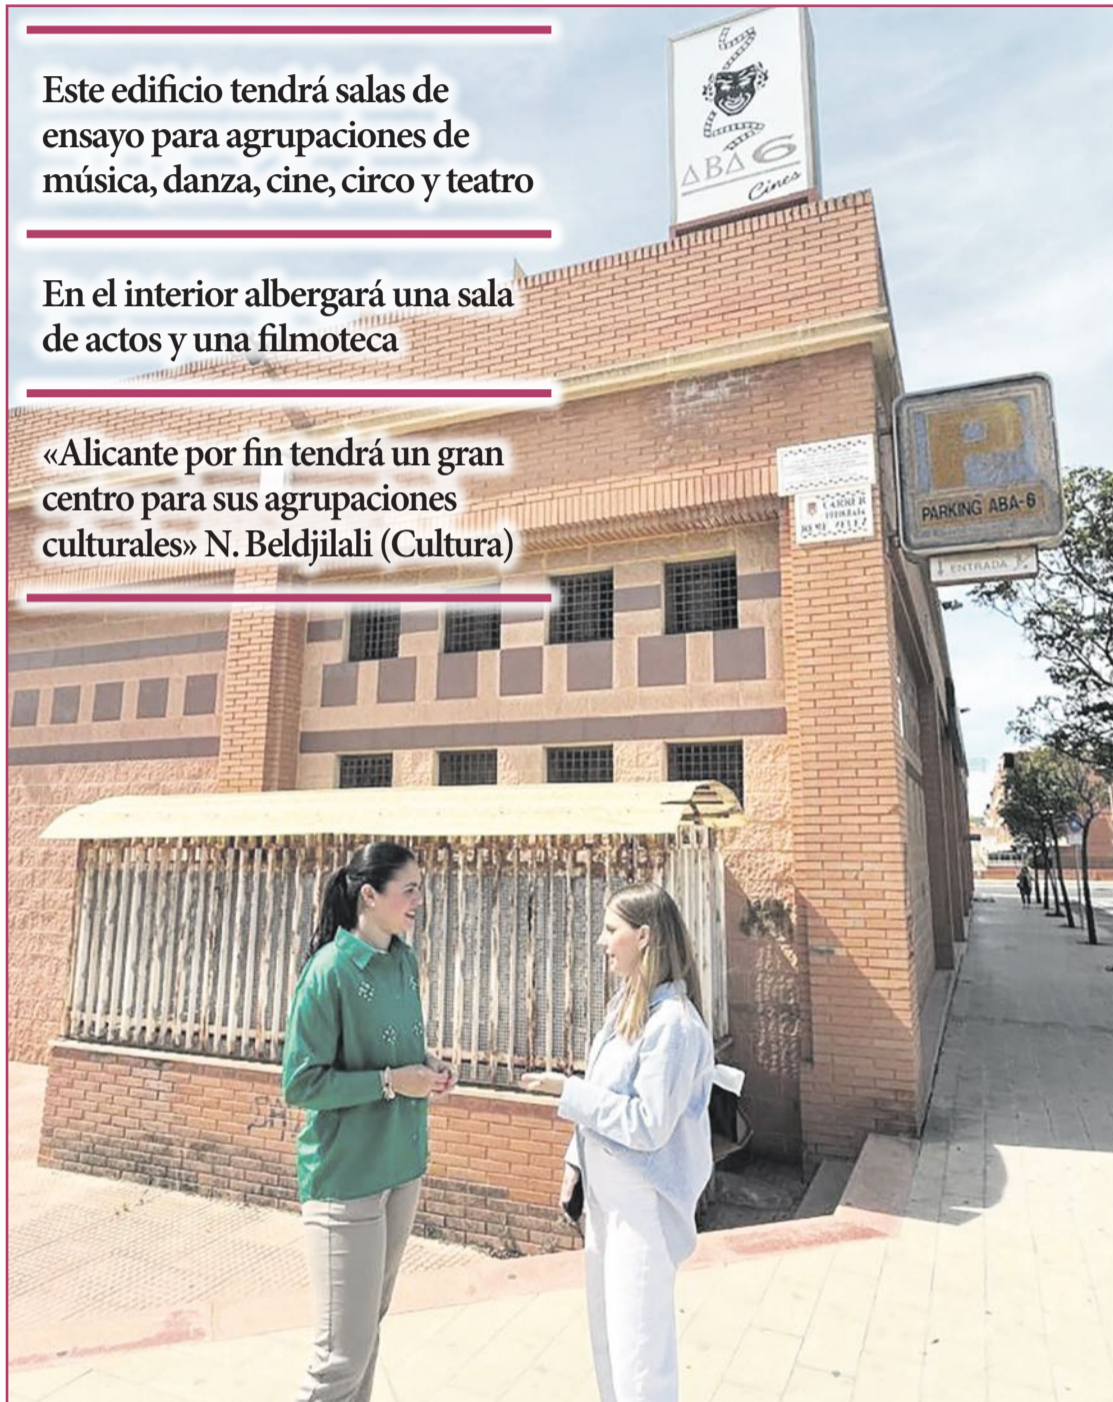 Este edificio tendrá salas de
ensayo para agrupaciones de
música, danza, cine, circo y teatro
En el interior albergará una sala
de actos y una filmoteca
«Alicante por fin tendrá un gran
centro para sus agrupaciones
culturales» N. Beldjilali (Cultura)
ABA 6
Cines
P
PARKING ABA-6
ENTRADA
CARRER